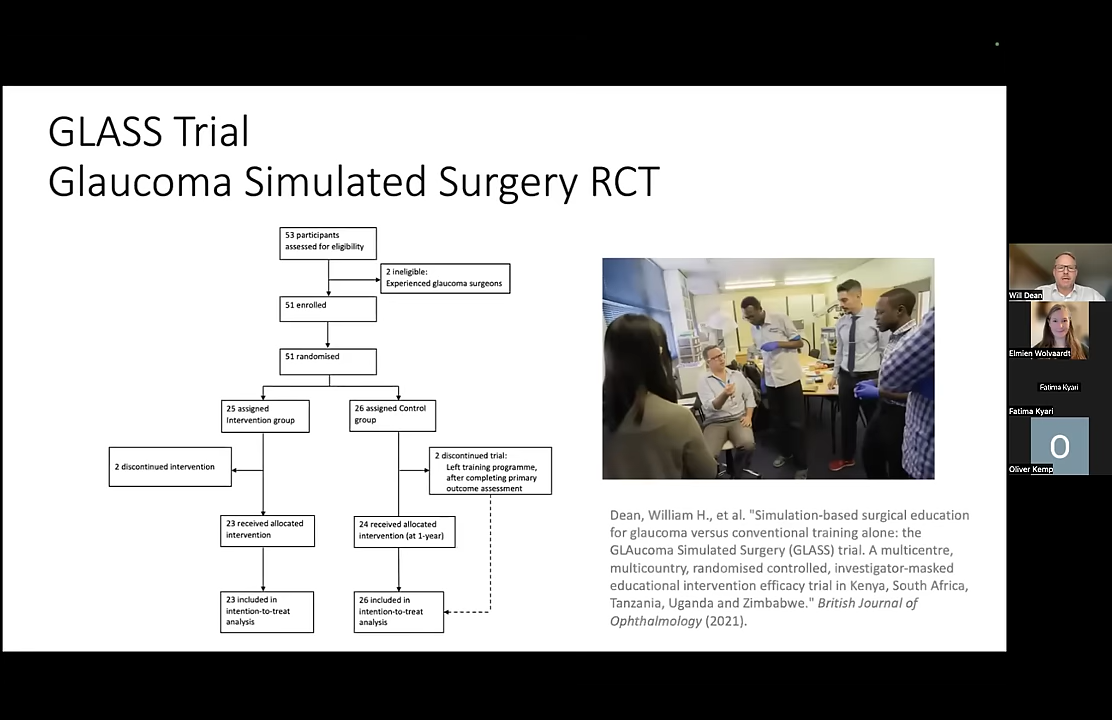 GLASS Trial
Glaucoma Simulated Surgery RCT
53 participants
assessed for eligibility
2 ineligible:
Experienced glaucoma surgeons
51 enrolled
51 randomised
25 assigned
Intervention group
26 assigned Control
group
2 discontinued intervention
2 discontinued trial:
Left training programme,
after completing primary
outcome assessment
23 received allocated
intervention
24 received allocated
intervention (at 1-year)
23 included in
intention-to-treat
analysis
26 included in
intention-to-treat
analysis
Dean, William H., et al. "Simulation-based surgical education
for glaucoma versus conventional training alone: the
GLAucoma Simulated Surgery (GLASS) trial. A multicentre,
multicountry, randomised controlled, investigator-masked
educational intervention efficacy trial in Kenya, South Africa,
Tanzania, Uganda and Zimbabwe." British Journal of
Ophthalmology (2021).
Will Dean
Elmien Wolvaardt
Fatima Kyari
Fatima Kyari
O
Oliver Kemp